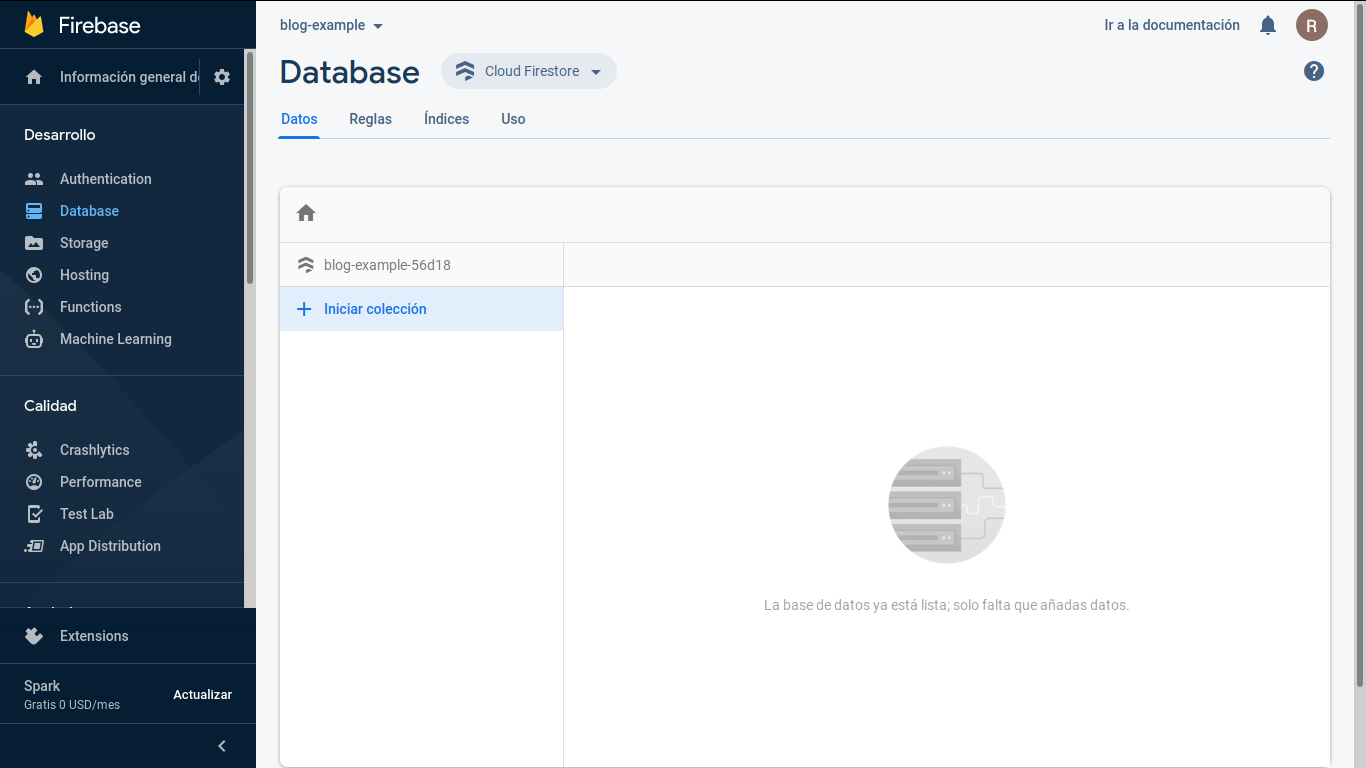 Firebase
Información general d
Desarrollo
Authentication
Database
Storage
Hosting
Functions
Machine Learning
Calidad
Crashlytics
Performance
Test Lab
App Distribution
Extensions
Spark
Gratis 0 USD/mes
Actualizar
blog-example
Ir a la documentación
R
Database
Cloud Firestore
?
Datos
Reglas
Índices
Uso
blog-example-56d18
Iniciar colección
La base de datos ya está lista; solo falta que añadas datos.